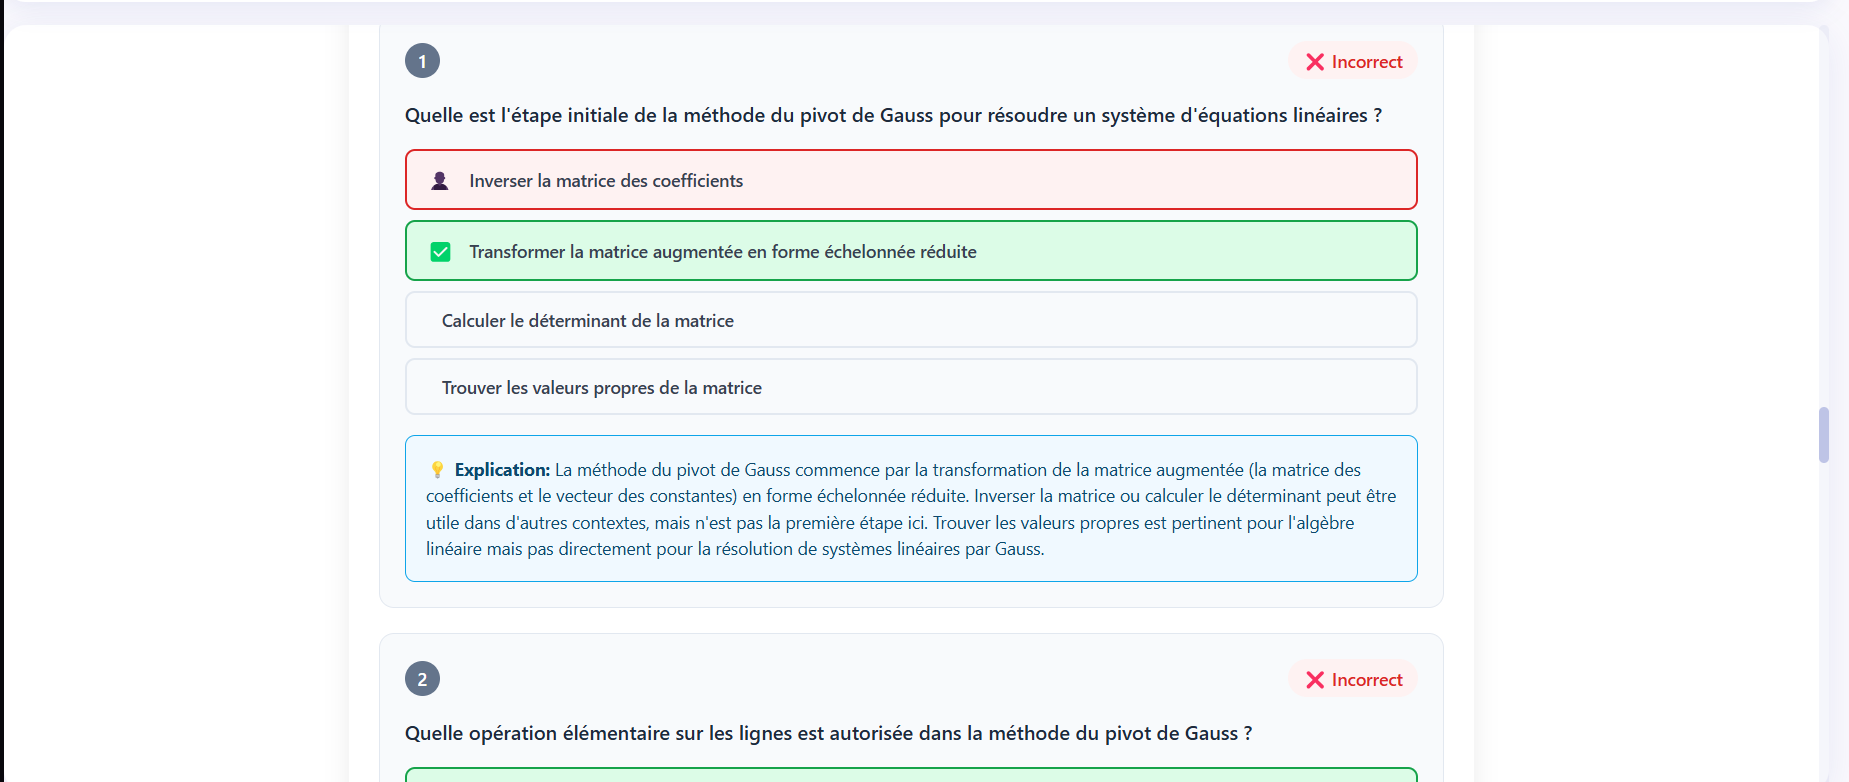 1
❌ Incorrect
Quelle est l'étape initiale de la méthode du pivot de Gauss pour résoudre un système d'équations linéaires ?
👤 Inverser la matrice des coefficients
✅ Transformer la matrice augmentée en forme échelonnée réduite
Calculer le déterminant de la matrice
Trouver les valeurs propres de la matrice
💡 Explication: La méthode du pivot de Gauss commence par la transformation de la matrice augmentée (la matrice des
coefficients et le vecteur des constantes) en forme échelonnée réduite. Inverser la matrice ou calculer le déterminant peut être
utile dans d'autres contextes, mais n'est pas la première étape ici. Trouver les valeurs propres est pertinent pour l'algèbre
linéaire mais pas directement pour la résolution de systèmes linéaires par Gauss.
2
❌ Incorrect
Quelle opération élémentaire sur les lignes est autorisée dans la méthode du pivot de Gauss ?